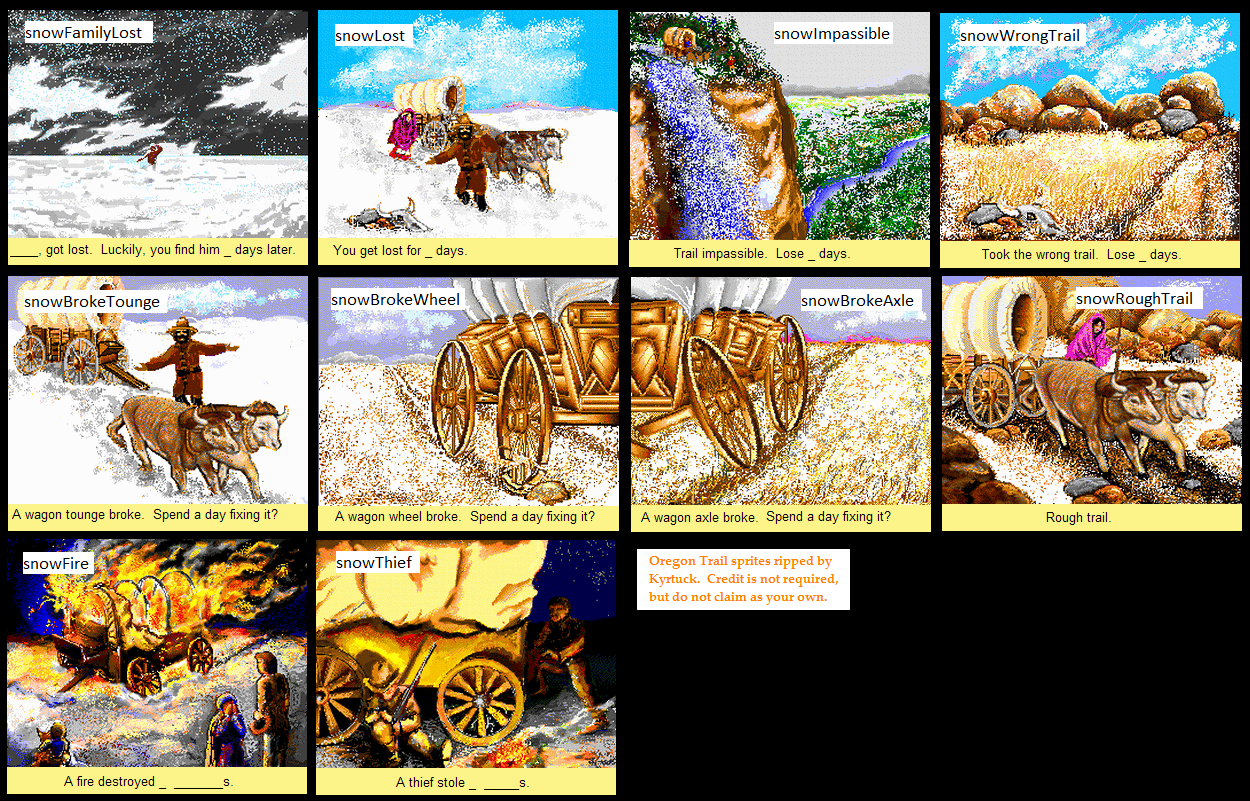 snowFamilyLost
____, got lost.  Luckily, you find him _ days later.
snowLost
You get lost for _ days.
snowImpassible
Trail impassible.  Lose _ days.
snowWrongTrail
Took the wrong trail.  Lose _ days.
snowBrokeTounge
A wagon tounge broke.  Spend a day fixing it?
snowBrokeWheel
A wagon wheel broke.  Spend a day fixing it?
snowBrokeAxle
A wagon axle broke.  Spend a day fixing it?
snowRoughTrail
Rough trail.
snowFire
A fire destroyed _  _______s.
snowThief
A thief stole _  _____s.
Oregon Trail sprites ripped by
Kyrtuck.  Credit is not required,
but do not claim as your own.